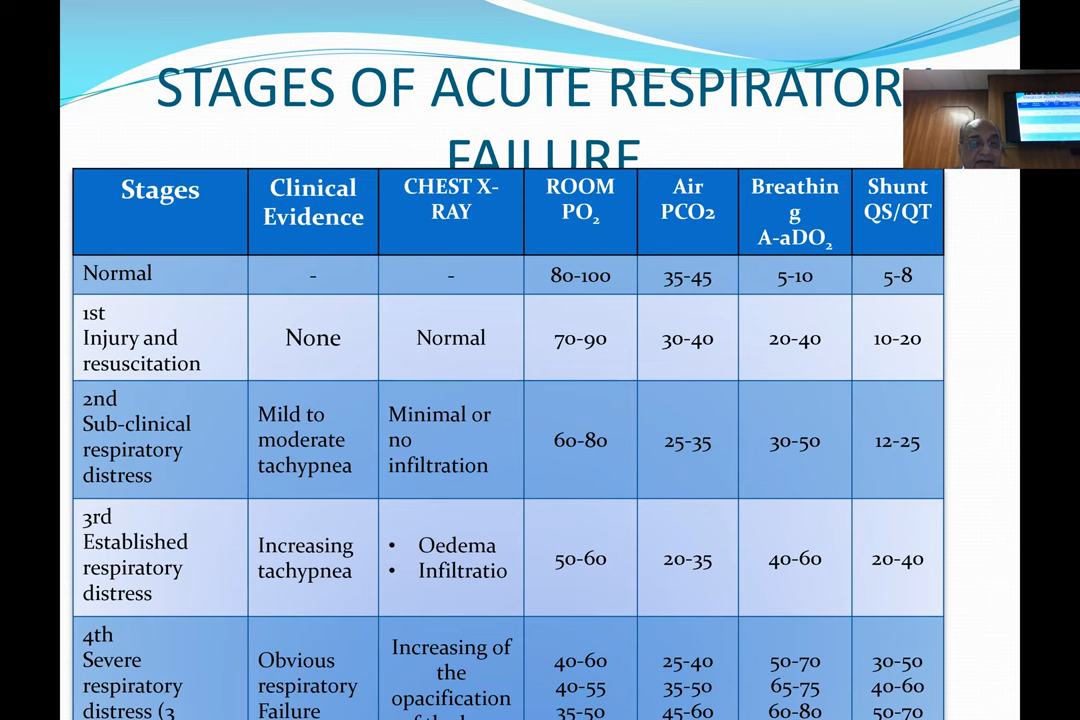 STAGES OF ACUTE RESPIRATORY
FAILURE
Stages
Clinical
Evidence
CHEST X-
RAY
ROOM
PO₂
Air
PCO2
Breathin
g
A-aDO₂
Shunt
QS/QT
Normal
-
-
80-100
35-45
5-10
5-8
1st
Injury and
resuscitation
None
Normal
70-90
30-40
20-40
10-20
2nd
Sub-clinical
respiratory
distress
Mild to
moderate
tachypnea
Minimal or
no
infiltration
60-80
25-35
30-50
12-25
3rd
Established
respiratory
distress
Increasing
tachypnea
• Oedema
• Infiltratio
50-60
20-35
40-60
20-40
4th
Severe
respiratory
distress (3
Obvious
respiratory
Failure
Increasing of
the
opacification
40-60
40-55
35-50
25-40
35-50
45-60
50-70
65-75
60-80
30-50
40-60
50-70